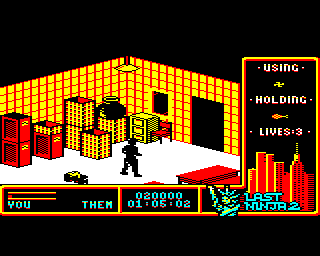 ·USING·
·HOLDING
·LIVES:3·
YOU THEM
020000
01:05:02
LAST
NINJA 2